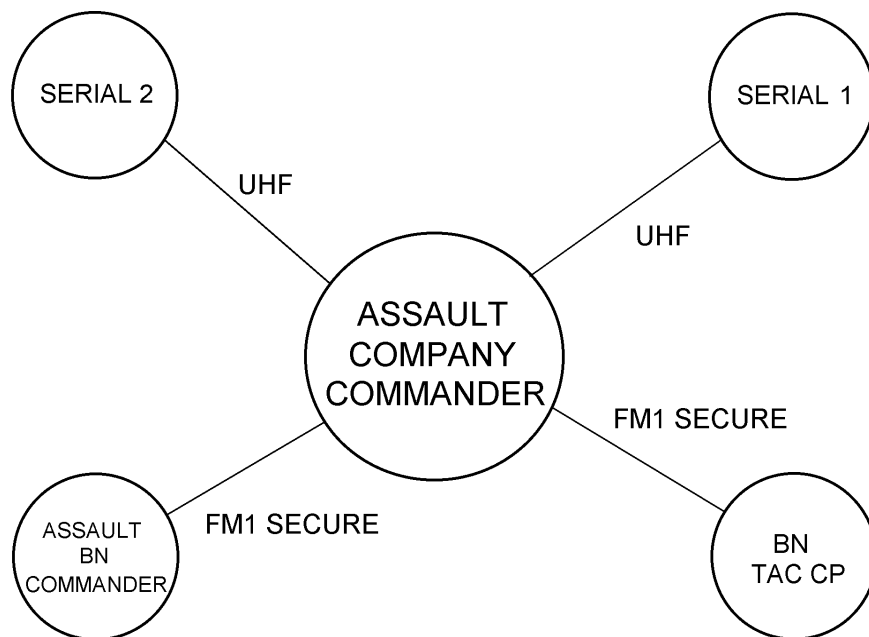 SERIAL 2
SERIAL 1
UHF
UHF
ASSAULT
COMPANY
COMMANDER
FM1 SECURE
FM1 SECURE
ASSAULT
BN
COMMANDER
BN
TAC CP